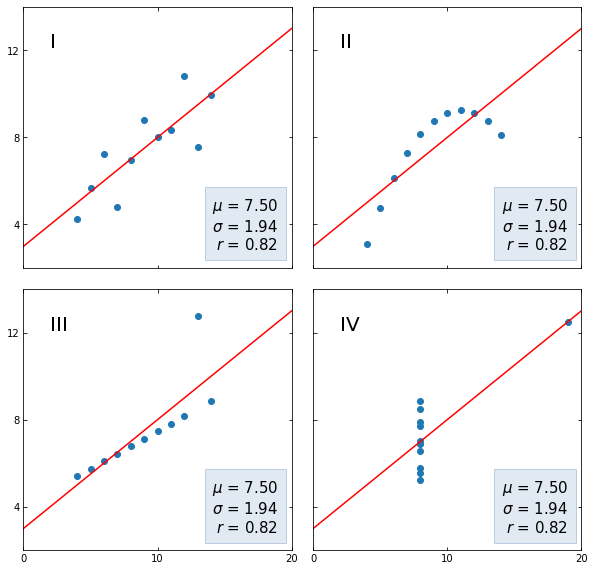 I
12
8
4
μ = 7.50
σ = 1.94
r = 0.82
II
μ = 7.50
σ = 1.94
r = 0.82
III
12
8
4
μ = 7.50
σ = 1.94
r = 0.82
0
10
20
IV
μ = 7.50
σ = 1.94
r = 0.82
0
10
20